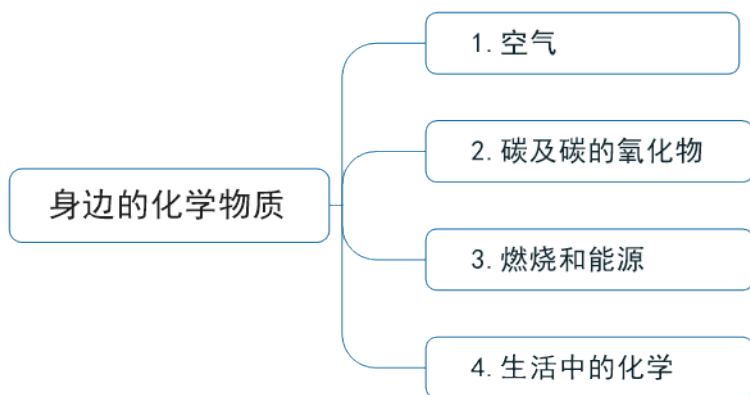 身边的化学物质
1.空气
2.碳及碳的氧化物
3.燃烧和能源
4.生活中的化学